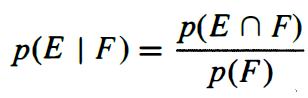 p(E | F) = p(E ∩ F) / p(F)